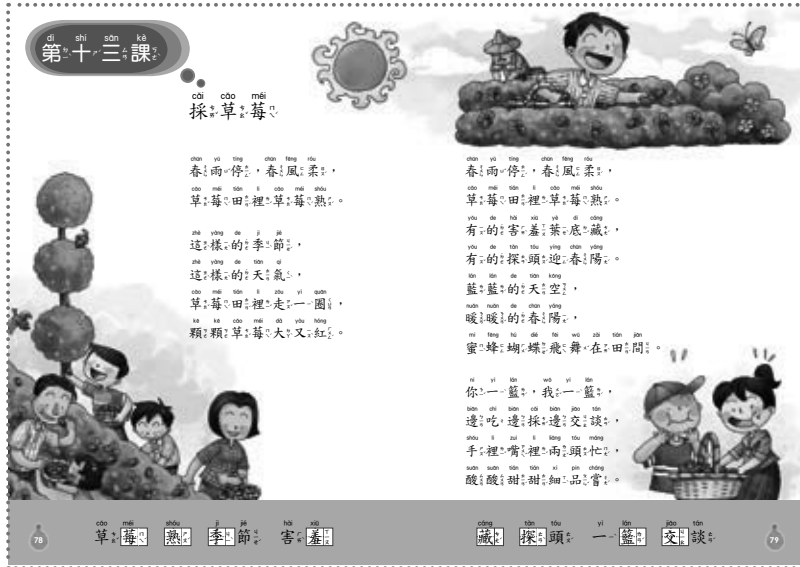 第十三課
採草莓
春雨停，春風柔，
草莓田裡草莓熟。
這樣的季節，
這樣的天氣，
草莓田裡走一圈，
顆顆草莓大又紅。
春雨停，春風柔，
草莓田裡草莓熟。
有的害羞葉底藏，
有的探頭迎春陽。
藍藍的天空，
暖暖的春陽，
蜜蜂蝴蝶飛舞在田間。
你一籃，我一籃，
邊吃邊採邊交談，
手裡嘴裡兩頭忙，
酸酸甜甜細品嘗。
78 草莓 熟 季節 害羞
藏 探頭 一籃 交談 79